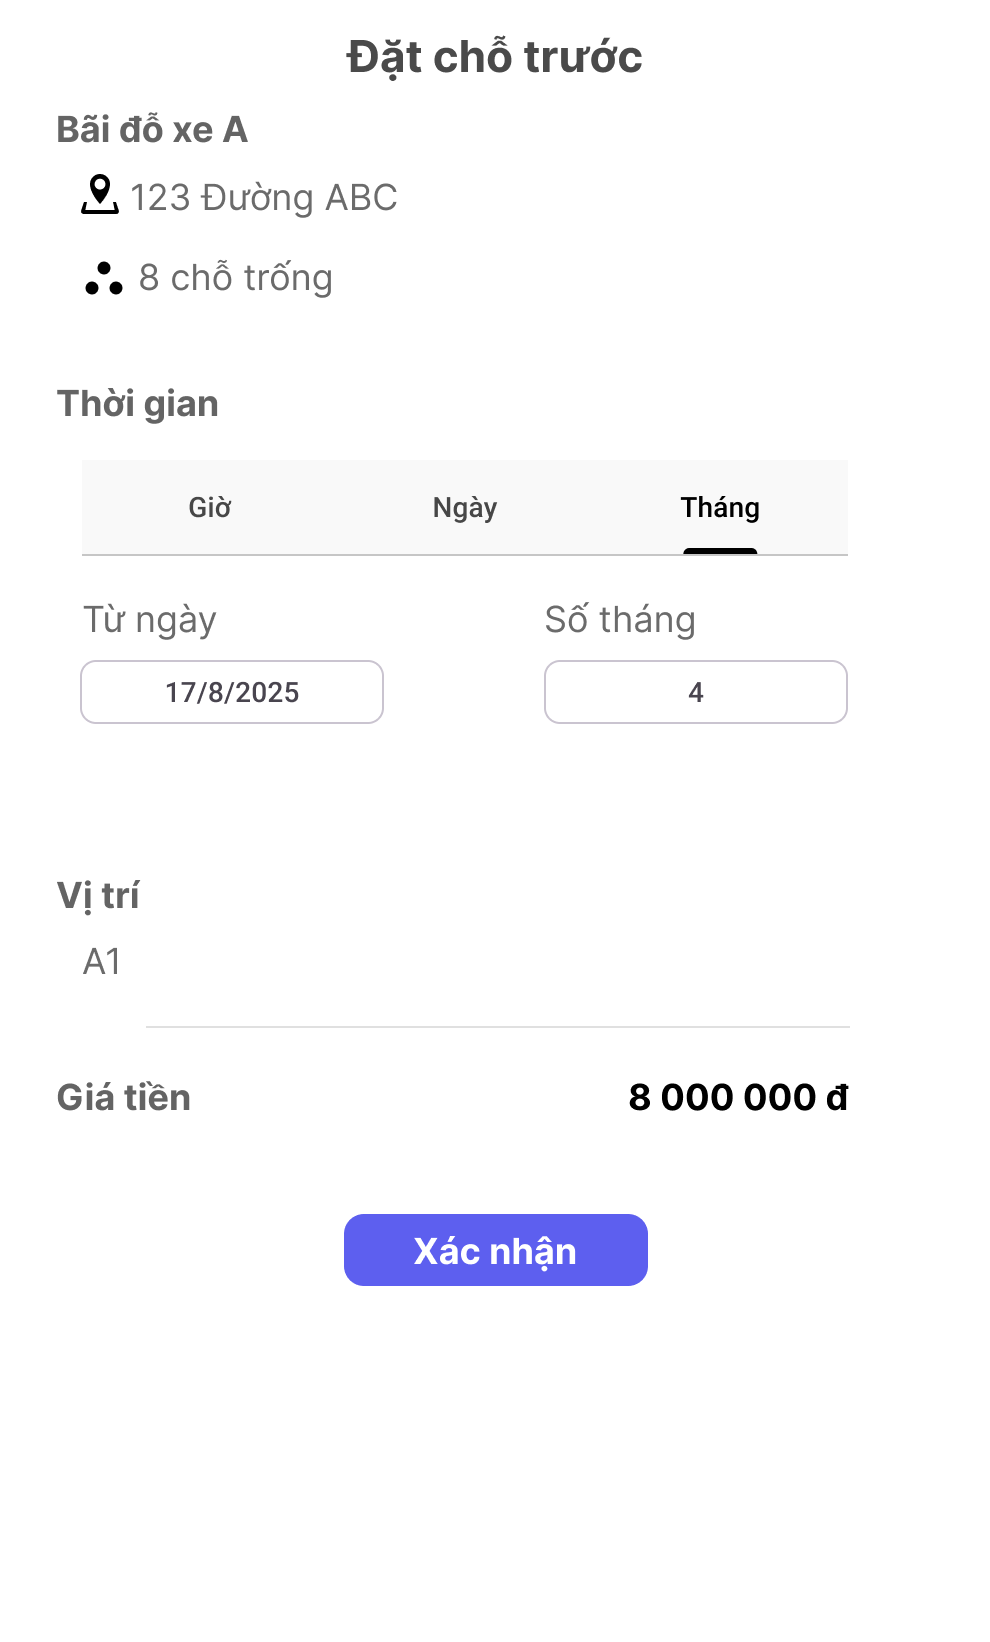 Đặt chỗ trước
Bãi đỗ xe A
123 Đường ABC
8 chỗ trống
Thời gian
Giờ Ngày Tháng
Từ ngày Số tháng
17/8/2025 4
Vị trí
A1
Giá tiền 8 000 000 đ
Xác nhận